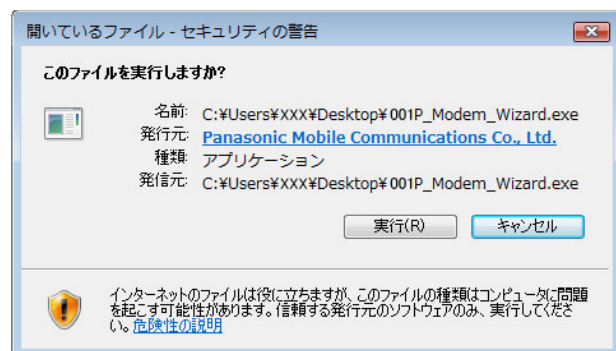 開いているファイル - セキュリティの警告
このファイルを実行しますか?
名前: C:¥Users¥XXX¥Desktop¥001P_Modem_Wizard.exe
発行元: Panasonic Mobile Communications Co., Ltd.
種類: アプリケーション
発信元: C:¥Users¥XXX¥Desktop¥001P_Modem_Wizard.exe
実行(R) キャンセル
インターネットのファイルは役に立ちますが、このファイルの種類はコンピュータに問題
を起こす可能性があります。信頼する発行元のソフトウェアのみ、実行してくださ
い。危険性の説明